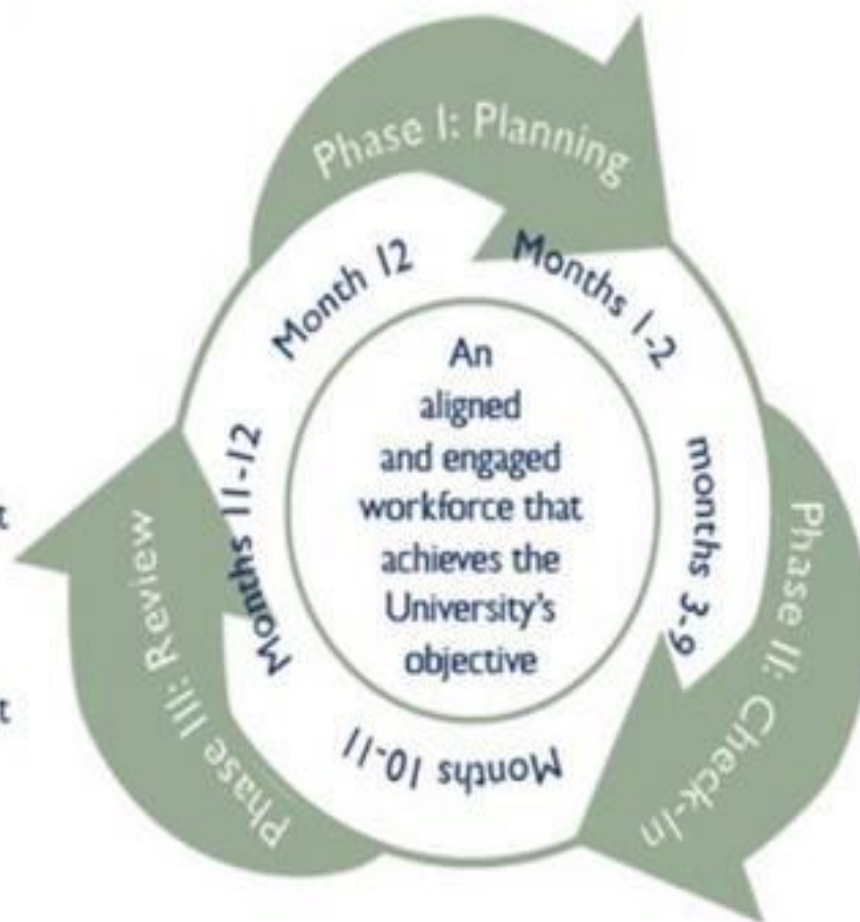 Phase I: Planning
Month 12
Months 1-2
months 3-9
Phase II: Check-In
Months 10-11
Phase III: Review
Months 11-12
An
aligned
and engaged
workforce that
achieves the
University's
objective
t
t